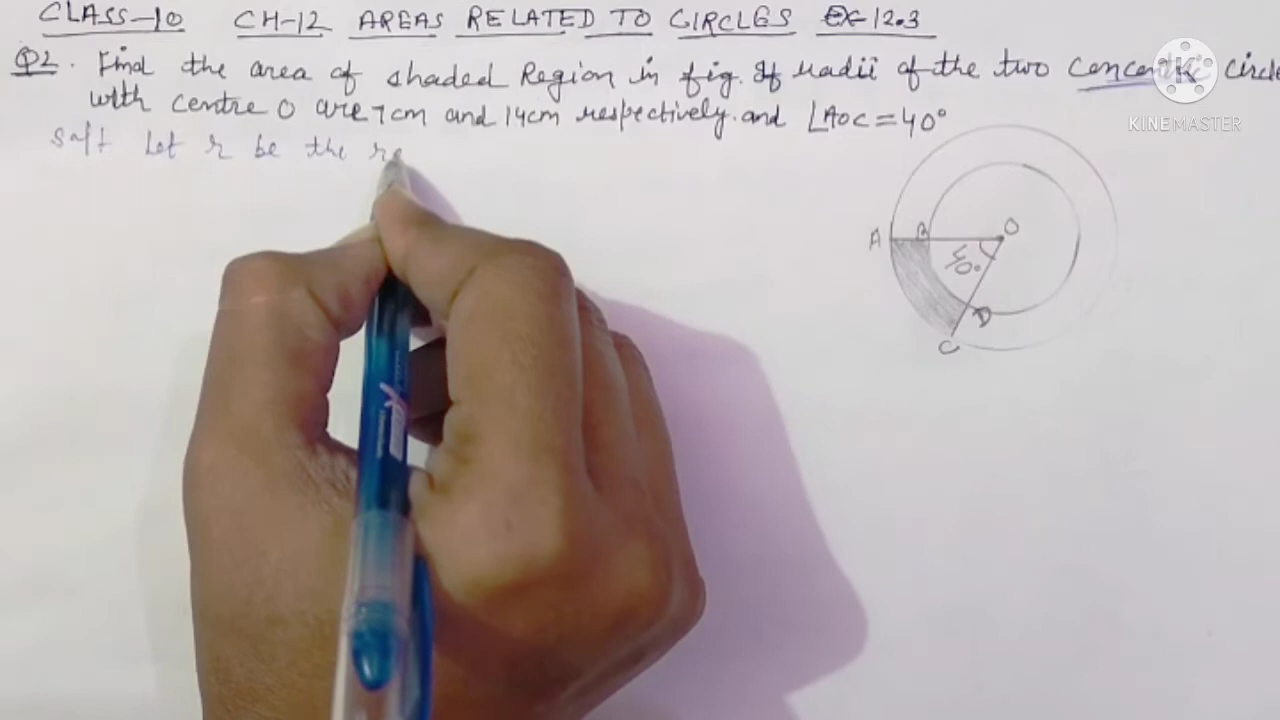 CLASS-10 CH-12 AREAS RELATED TO CIRCLES EX-12.3
Q2. Find the area of shaded Region in fig. If radii of the two concentric circle
with centre O are 7cm and 14cm respectively. and ∠AOC = 40°
Sol: Let r be the ra
KINEMASTER
K
A B O
40°
D
C